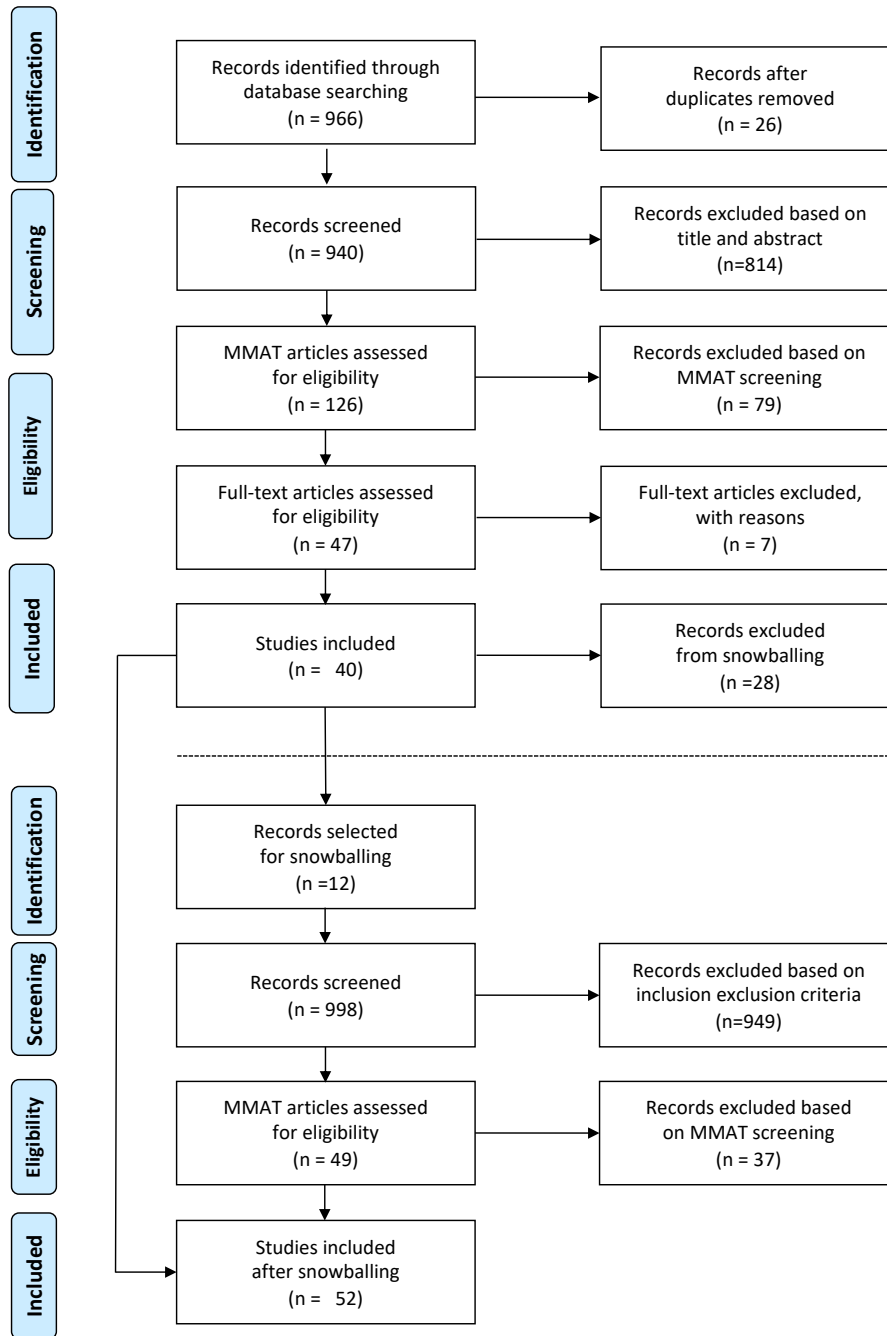 Identification
Records identified through
database searching
(n = 966)
Records after
duplicates removed
(n = 26)
Screening
Records screened
(n = 940)
Records excluded based on
title and abstract
(n=814)
MMAT articles assessed
for eligibility
(n = 126)
Records excluded based on
MMAT screening
(n = 79)
Eligibility
Full-text articles assessed
for eligibility
(n = 47)
Full-text articles excluded,
with reasons
(n = 7)
Included
Studies included
(n =   40)
Records excluded
from snowballing
(n =28)
Identification
Records selected
for snowballing
(n =12)
Screening
Records screened
(n = 998)
Records excluded based on
inclusion exclusion criteria
(n=949)
Eligibility
MMAT articles assessed
for eligibility
(n = 49)
Records excluded based
on MMAT screening
(n = 37)
Included
Studies included
after snowballing
(n =   52)